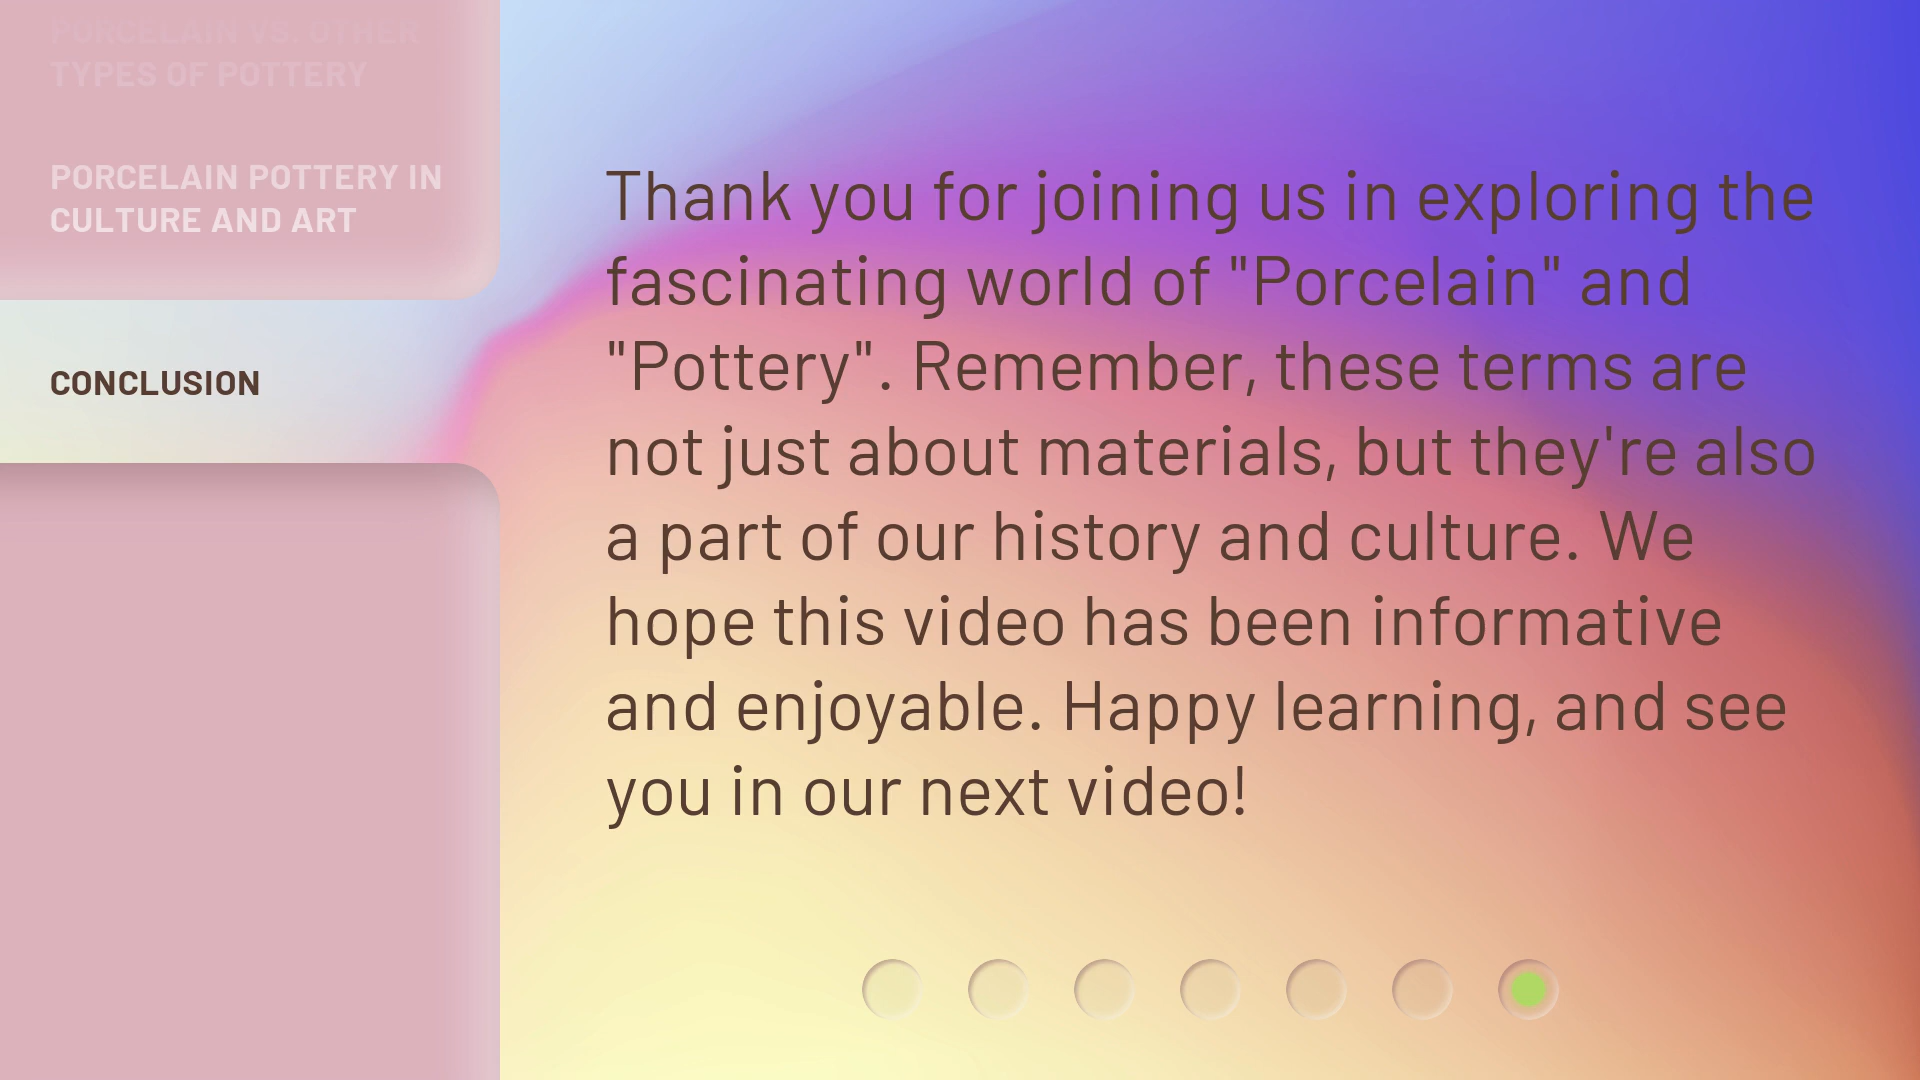 PORCELAIN VS. OTHER
TYPES OF POTTERY
PORCELAIN POTTERY IN
CULTURE AND ART
CONCLUSION
Thank you for joining us in exploring the
fascinating world of "Porcelain" and
"Pottery". Remember, these terms are
not just about materials, but they're also
a part of our history and culture. We
hope this video has been informative
and enjoyable. Happy learning, and see
you in our next video!